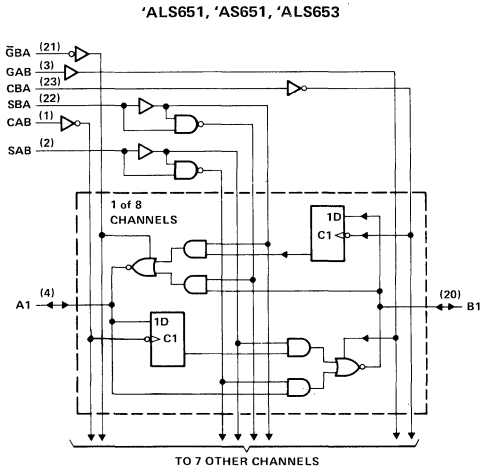 'ALS651, 'AS651, 'ALS653
G̅BA (21)
GAB (3)
CBA (23)
SBA (22)
CAB (1)
SAB (2)
1 of 8
CHANNELS
1D
C1
A1 (4)
(20) B1
1D
C1
TO 7 OTHER CHANNELS